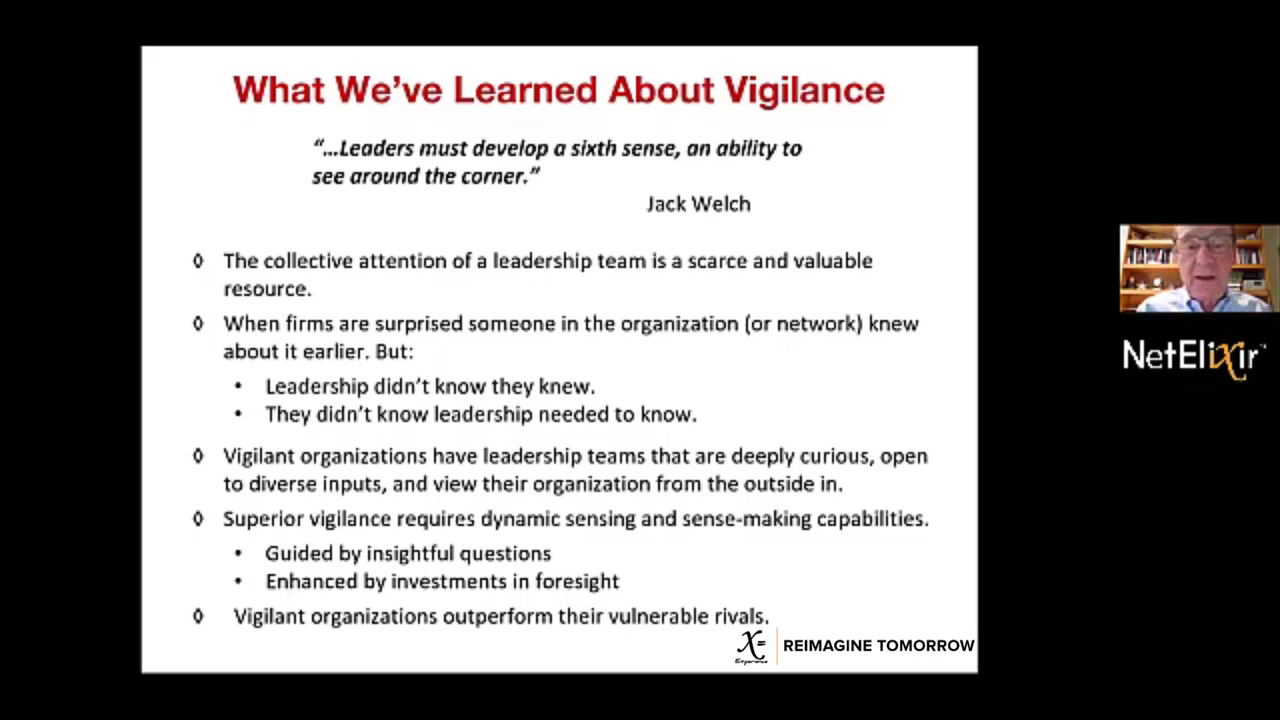 What We've Learned About Vigilance
“…Leaders must develop a sixth sense, an ability to
see around the corner.”
Jack Welch
◊ The collective attention of a leadership team is a scarce and valuable
resource.
◊ When firms are surprised someone in the organization (or network) knew
about it earlier. But:
• Leadership didn't know they knew.
• They didn't know leadership needed to know.
◊ Vigilant organizations have leadership teams that are deeply curious, open
to diverse inputs, and view their organization from the outside in.
◊ Superior vigilance requires dynamic sensing and sense-making capabilities.
• Guided by insightful questions
• Enhanced by investments in foresight
◊ Vigilant organizations outperform their vulnerable rivals.
X=
Experience
REIMAGINE TOMORROW
NetElixir